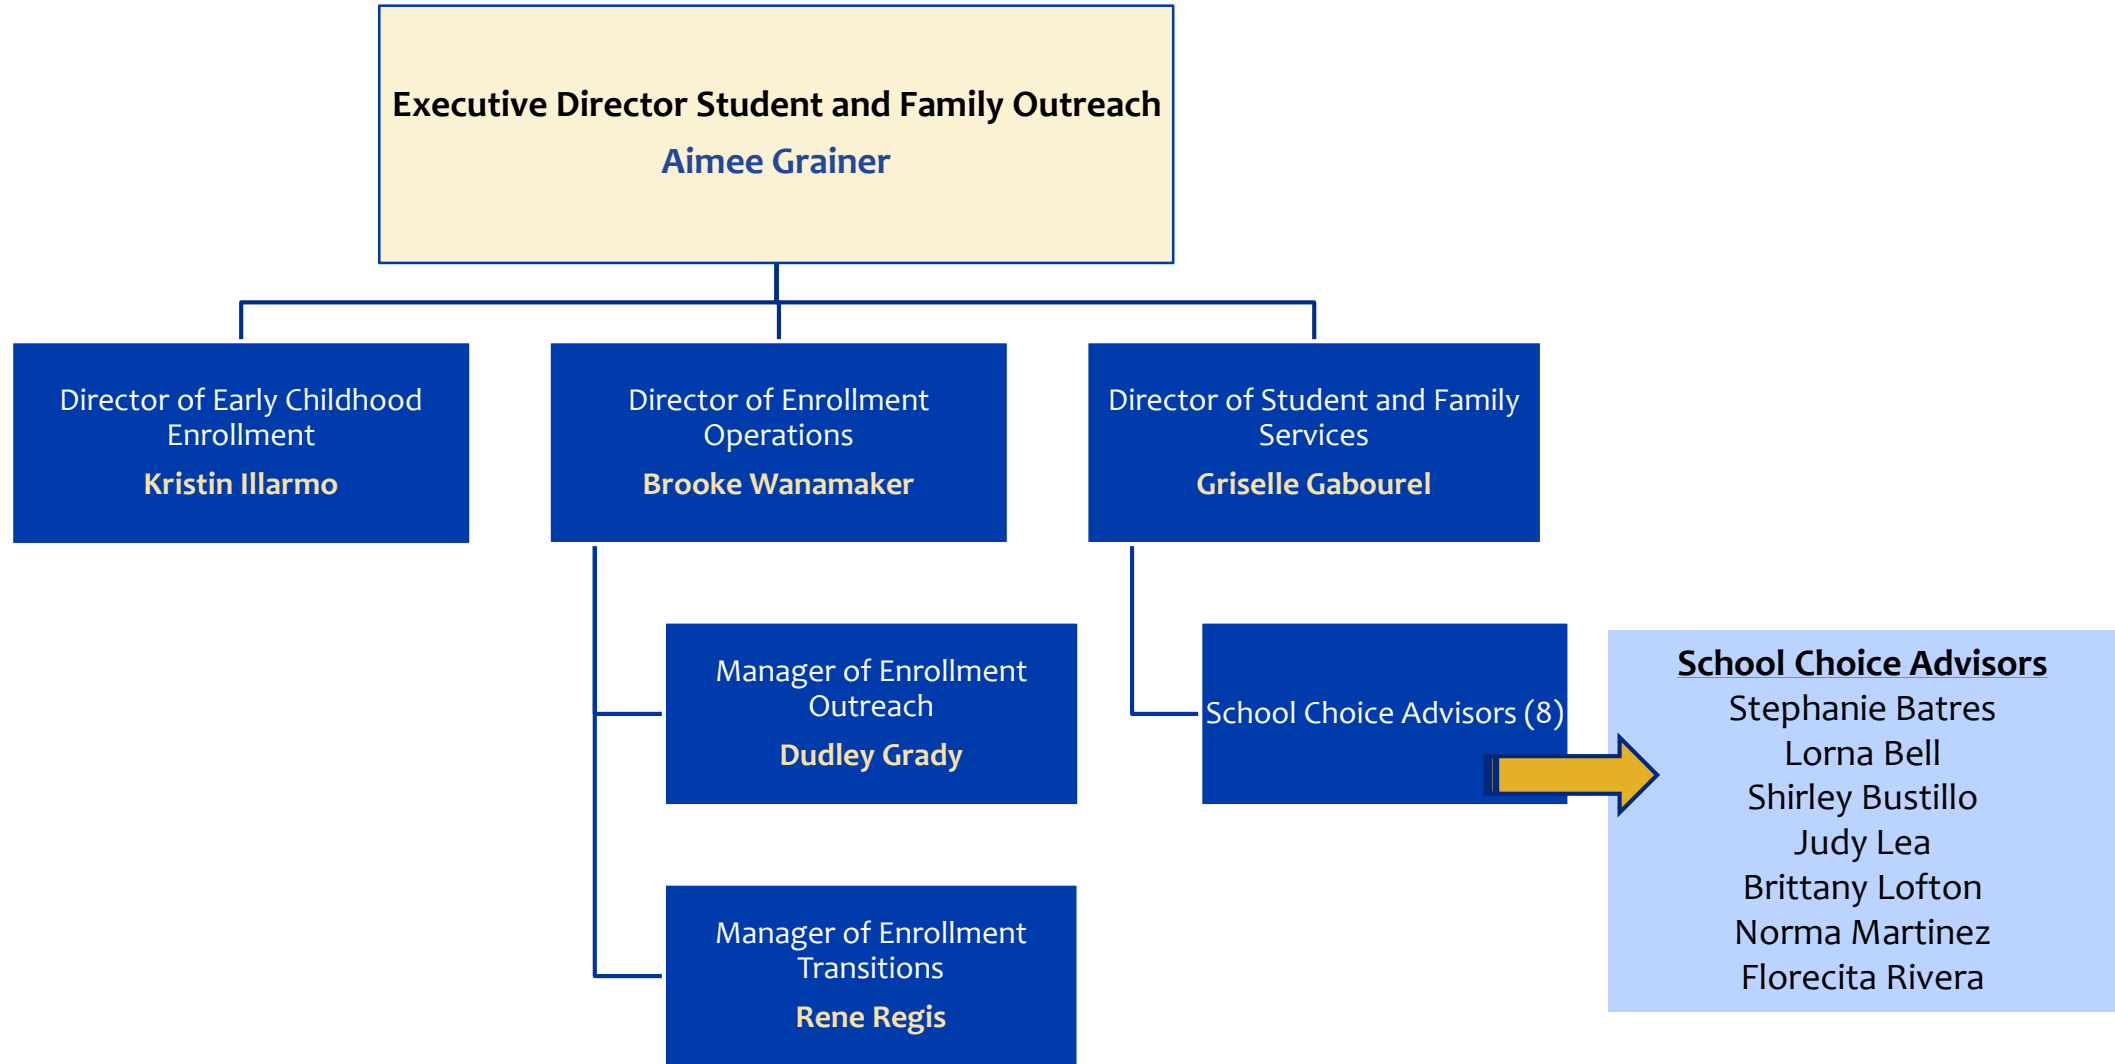 Executive Director Student and Family Outreach
Aimee Grainer
Director of Early Childhood
Enrollment
Kristin Illarmo
Director of Enrollment
Operations
Brooke Wanamaker
Director of Student and Family
Services
Griselle Gabourel
Manager of Enrollment
Outreach
Dudley Grady
Manager of Enrollment
Transitions
Rene Regis
School Choice Advisors (8)
School Choice Advisors
Stephanie Batres
Lorna Bell
Shirley Bustillo
Judy Lea
Brittany Lofton
Norma Martinez
Florecita Rivera